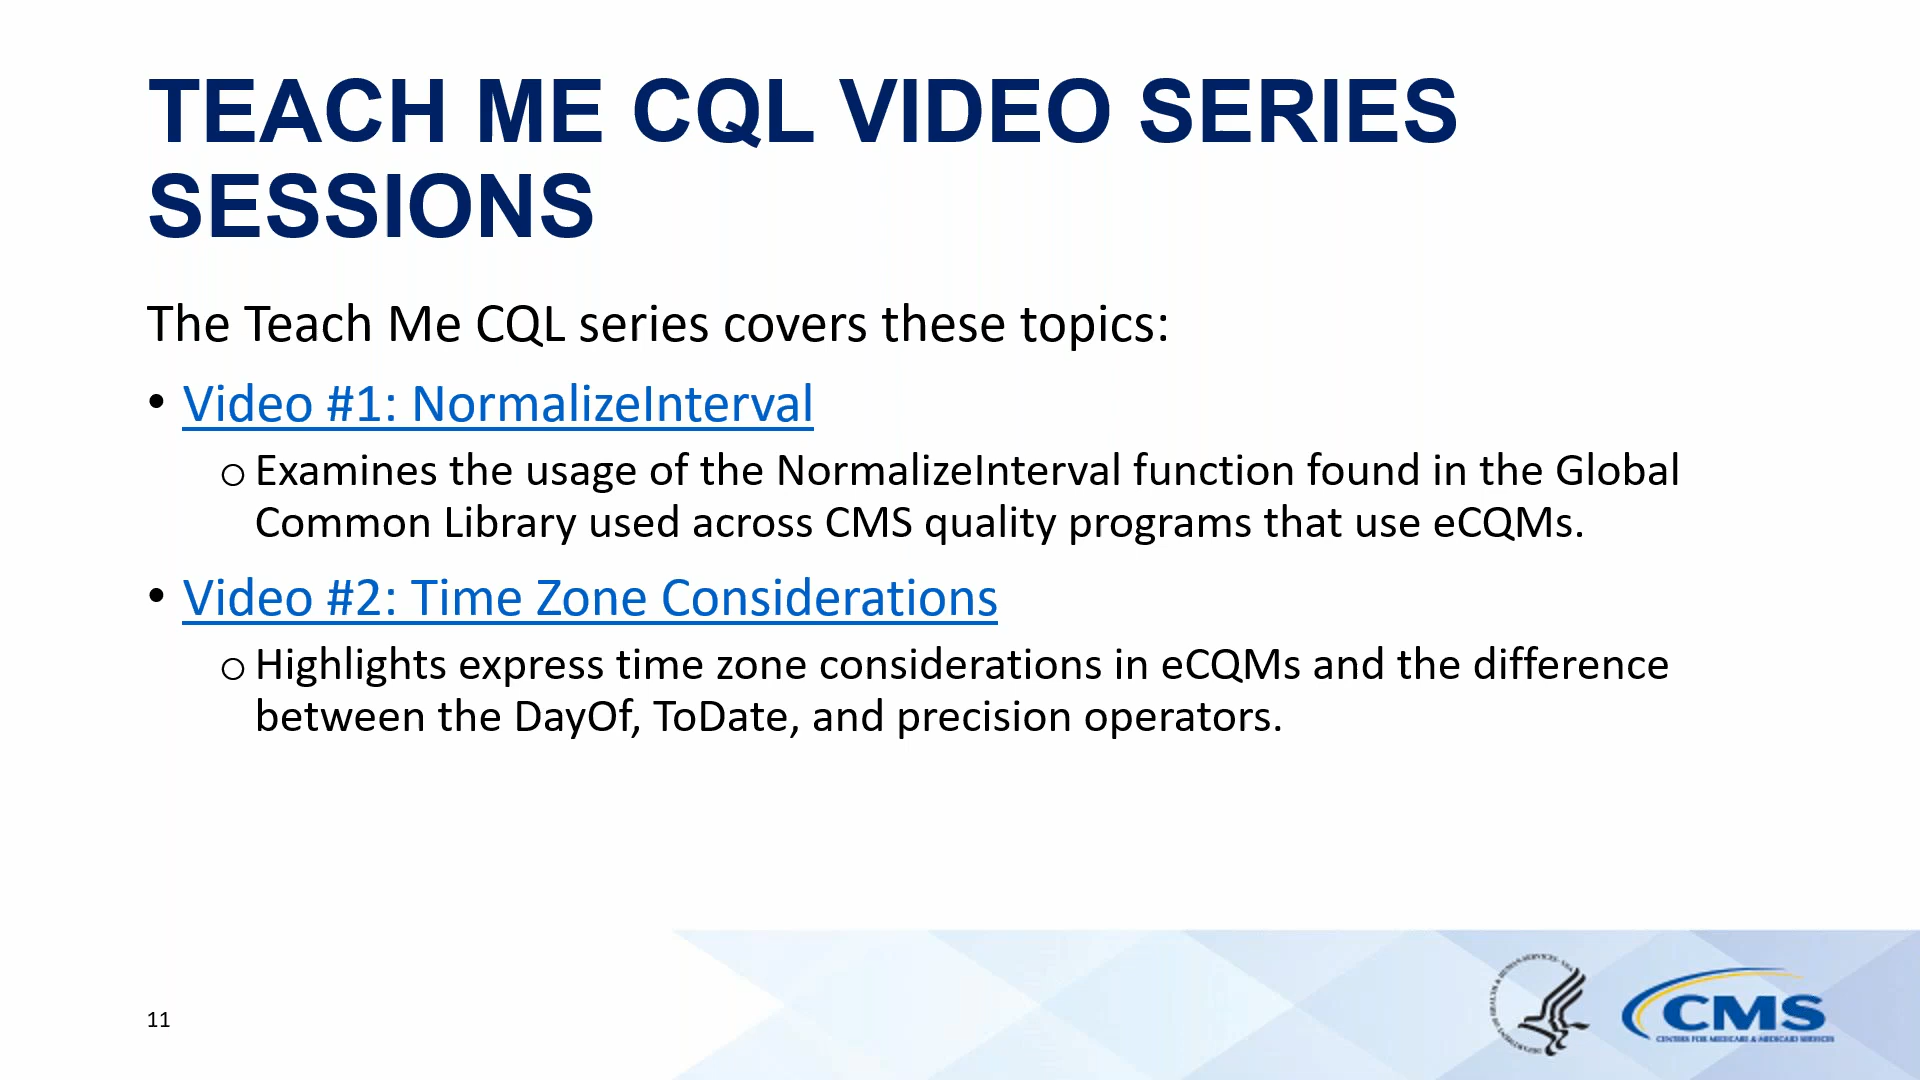 TEACH ME CQL VIDEO SERIES
SESSIONS
The Teach Me CQL series covers these topics:
• Video #1: NormalizeInterval
o Examines the usage of the NormalizeInterval function found in the Global
Common Library used across CMS quality programs that use eCQMs.
• Video #2: Time Zone Considerations
o Highlights express time zone considerations in eCQMs and the difference
between the DayOf, ToDate, and precision operators.
11
CMS
CENTERS FOR MEDICARE & MEDICAID SERVICES